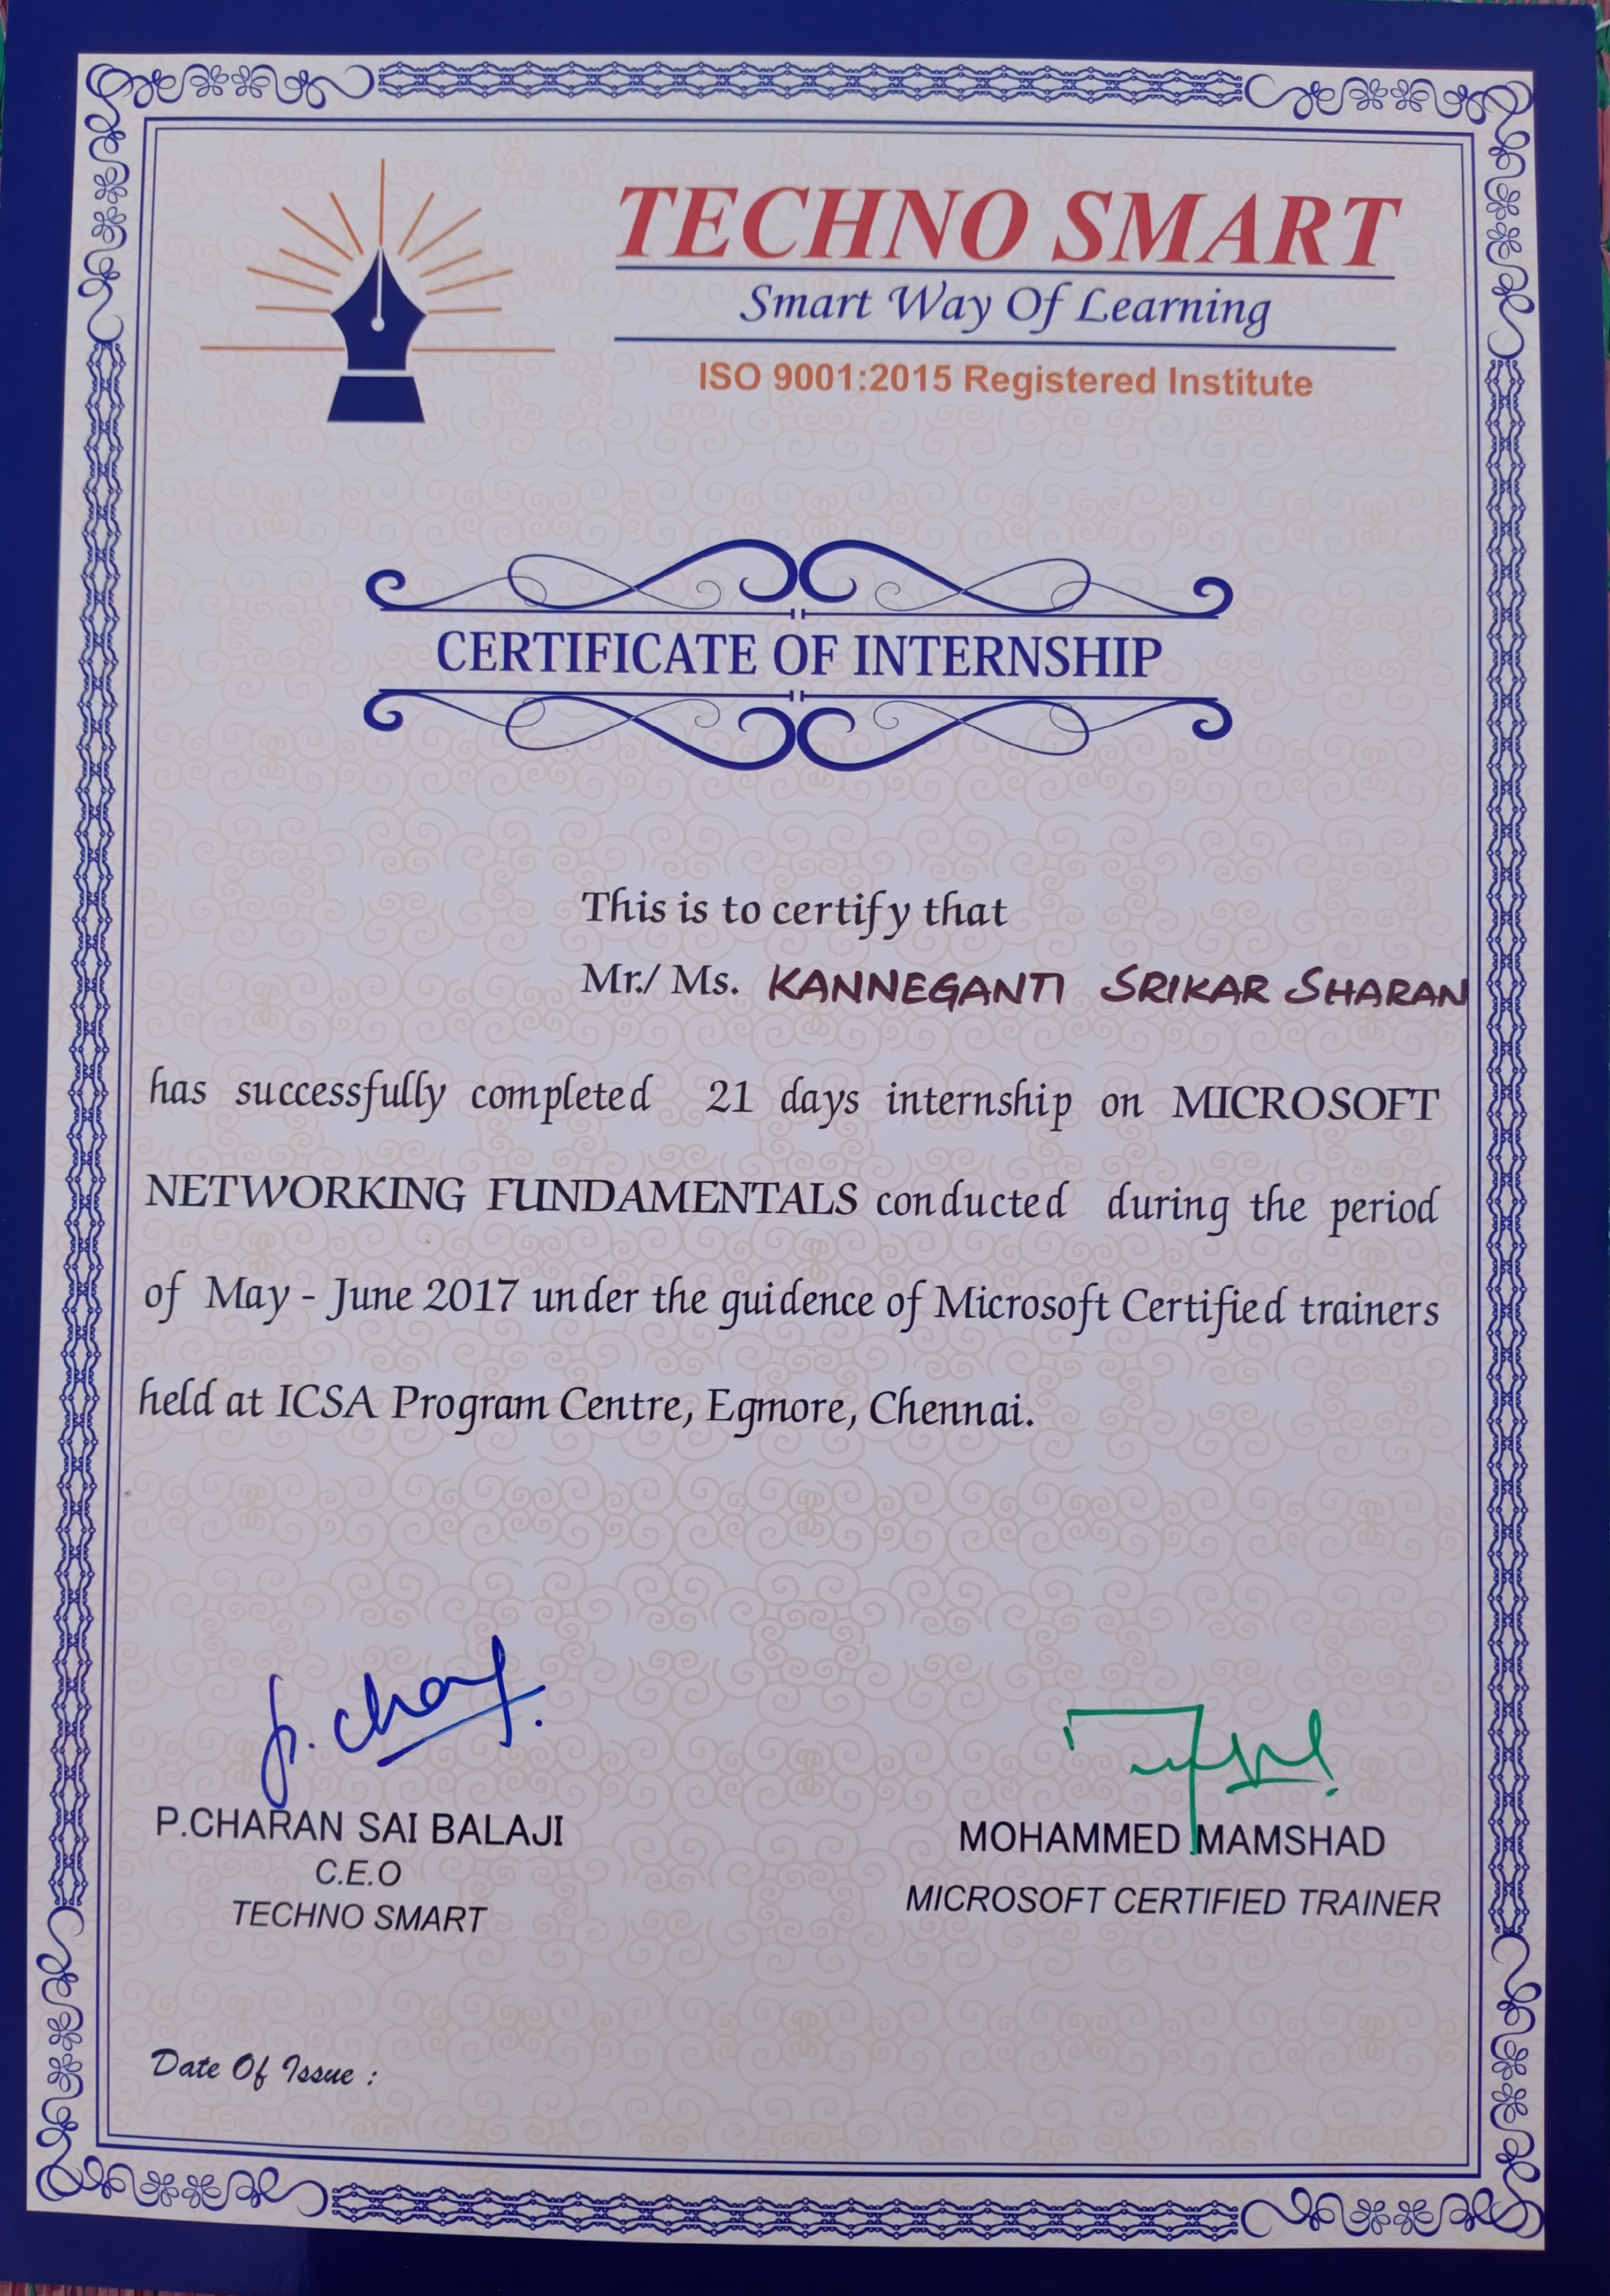 TECHNO SMART
Smart Way Of Learning
ISO 9001:2015 Registered Institute
CERTIFICATE OF INTERNSHIP
This is to certify that
Mr./ Ms. KANNEGANTI SRIKAR SHARAN
has successfully completed 21 days internship on MICROSOFT
NETWORKING FUNDAMENTALS conducted during the period
of May - June 2017 under the guidence of Microsoft Certified trainers
held at ICSA Program Centre, Egmore, Chennai.
P. Charan.
P.CHARAN SAI BALAJI
C.E.O
TECHNO SMART
MOHAMMED MAMSHAD
MICROSOFT CERTIFIED TRAINER
Date Of Issue :